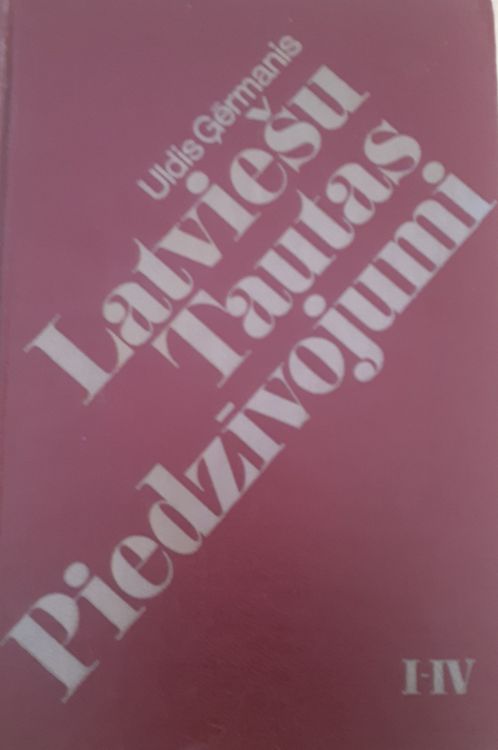 Uldis Ģērmanis
Latviešu
Tautas
Piedzīvojumi
I-IV